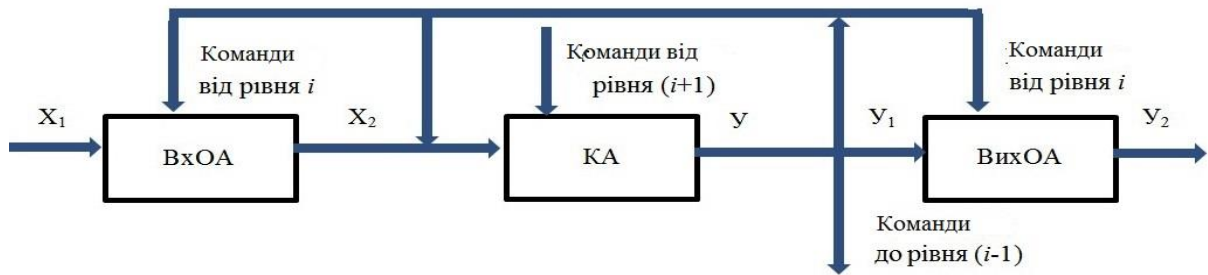 Команди
від рівня i
Команди від
рівня (i+1)
Команди
від рівня i
X₁
X₂
У
У₁
У₂
ВхОА
КА
ВихОА
Команди
до рівня (i-1)